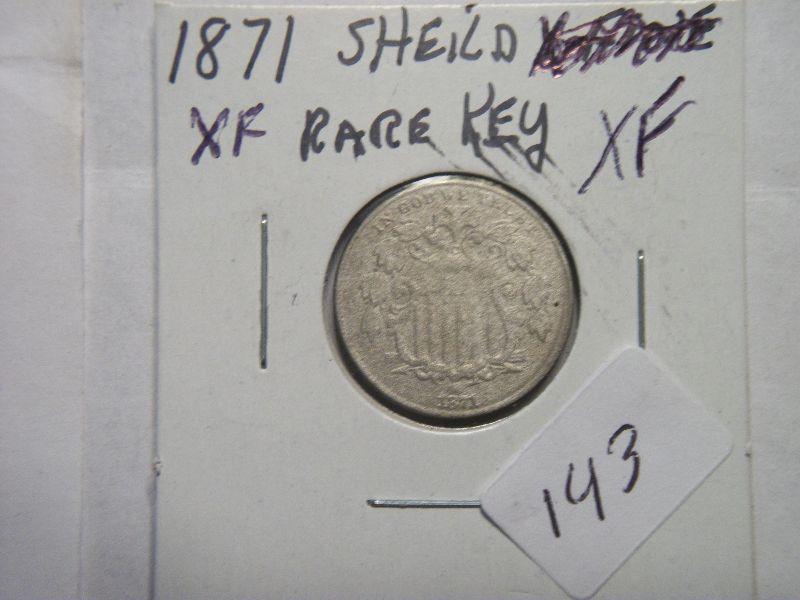 1871 SHEILD
XF RARE KEY XF
IN GOD WE TRUST
1871
143